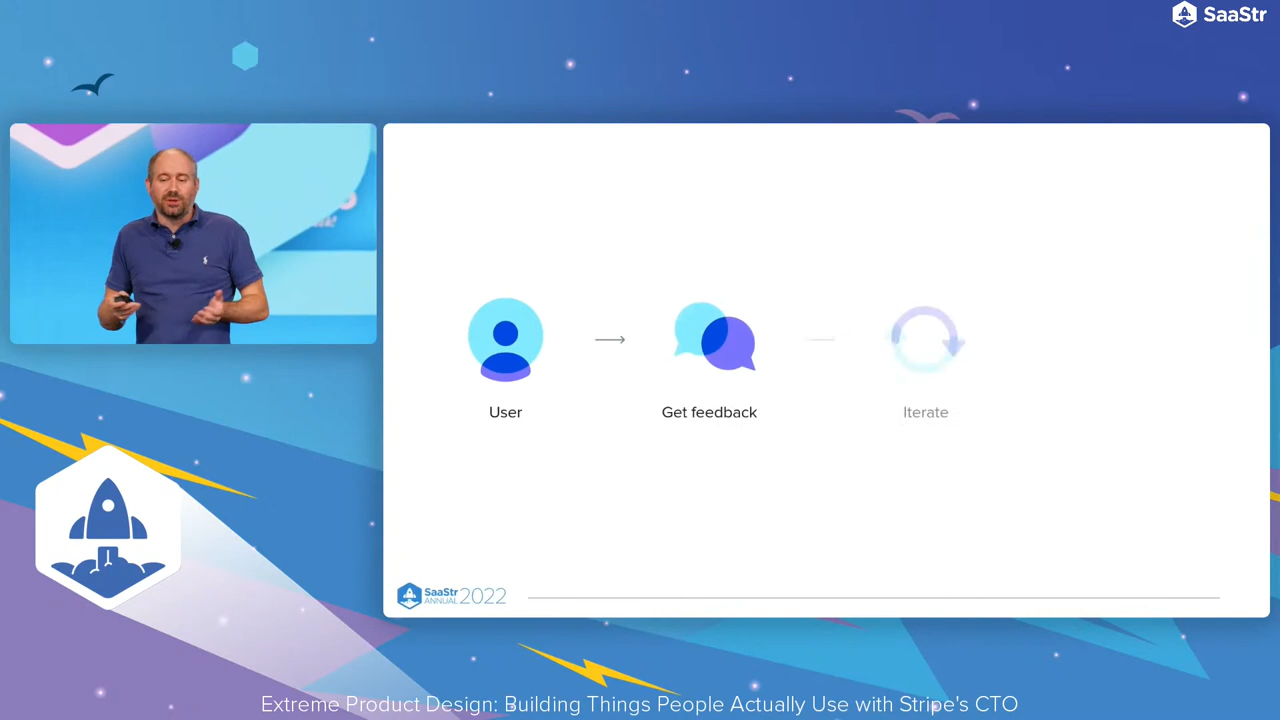 SaaStr
User
Get feedback
Iterate
SaaStr
ANNUAL 2022
Extreme Product Design: Building Things People Actually Use with Stripe's CTO